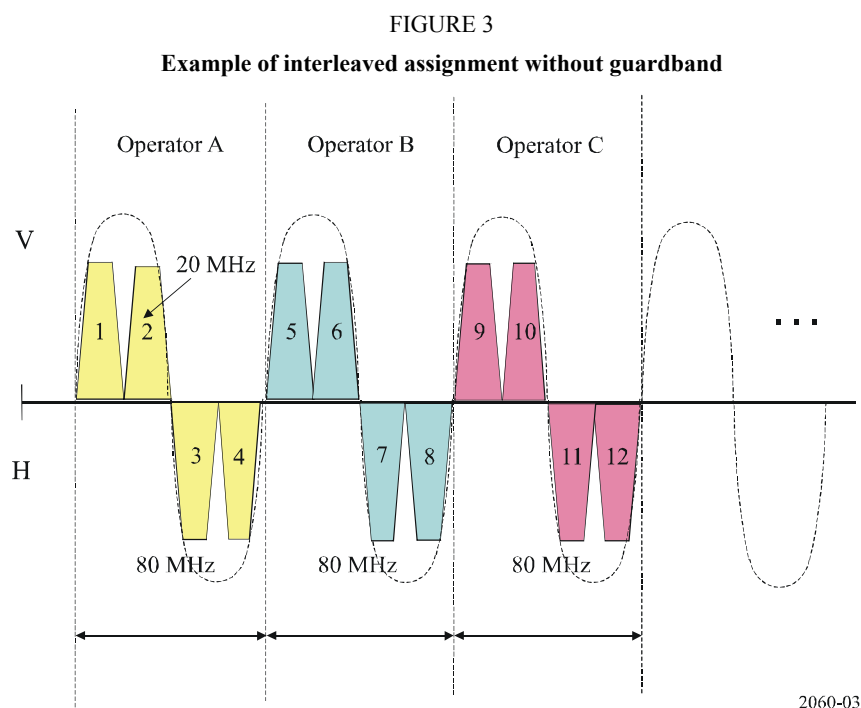 FIGURE 3
Example of interleaved assignment without guardband
Operator A Operator B Operator C
V
20 MHz
1 2 5 6 9 10
...
3 4 7 8 11 12
H
80 MHz 80 MHz 80 MHz
2060-03